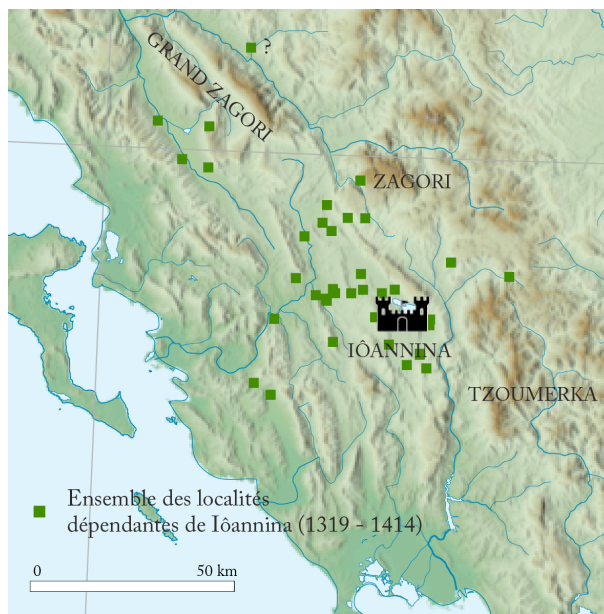 ?
GRAND ZAGORI
ZAGORI
IÔANNINA
TZOUMERKA
Ensemble des localités
dépendantes de Iôannina (1319 - 1414)
0 50 km